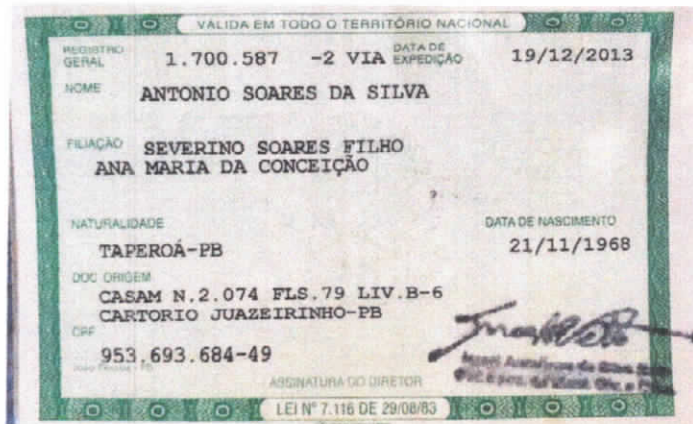 VÁLIDA EM TODO O TERRITÓRIO NACIONAL
REGISTRO GERAL 1.700.587 -2 VIA DATA DE EXPEDIÇÃO 19/12/2013
NOME ANTONIO SOARES DA SILVA
FILIAÇÃO SEVERINO SOARES FILHO
ANA MARIA DA CONCEIÇÃO
NATURALIDADE DATA DE NASCIMENTO
TAPEROÁ-PB 21/11/1968
DOC ORIGEM
CASAM N.2.074 FLS.79 LIV.B-6
CARTORIO JUAZEIRINHO-PB
CPF
953.693.684-49
ASSINATURA DO DIRETOR
LEI Nº 7.116 DE 29/08/83